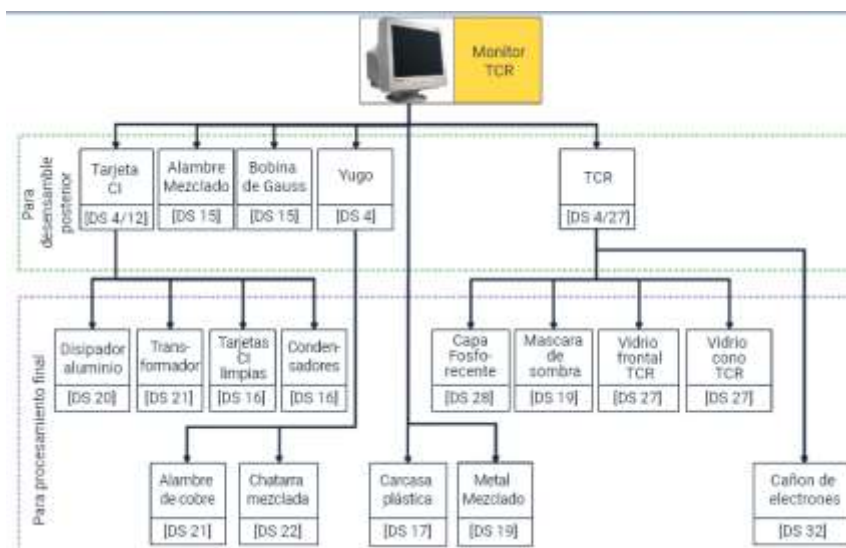 Monitor
TCR
Para
desensamble
posterior
Tarjeta
CI
[DS 4/12]
Alambre
Mezclado
[DS 15]
Bobina
de Gauss
[DS 15]
Yugo
[DS 4]
TCR
[DS 4/27]
Para procesamiento final
Disipador
aluminio
[DS 20]
Trans-
formador
[DS 21]
Tarjetas
CI
limpias
[DS 16]
Conden-
sadores
[DS 16]
Capa
Fosfo-
recente
[DS 28]
Mascara
de
sombra
[DS 19]
Vidrio
frontal
TCR
[DS 27]
Vidrio
cono
TCR
[DS 27]
Alambre
de cobre
[DS 21]
Chatarra
mezclada
[DS 22]
Carcasa
plástica
[DS 17]
Metal
Mezclado
[DS 19]
Cañon de
electrones
[DS 32]